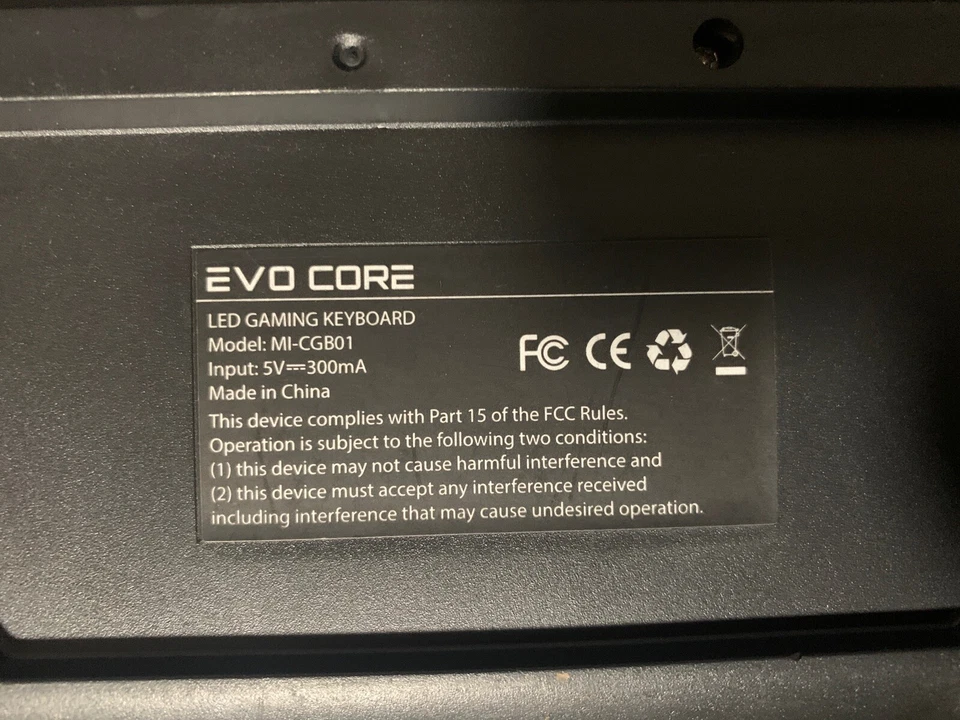 EVO CORE
LED GAMING KEYBOARD
Model: MI-CGB01
Input: 5V⎓300mA
Made in China
FC CE
This device complies with Part 15 of the FCC Rules.
Operation is subject to the following two conditions:
(1) this device may not cause harmful interference and
(2) this device must accept any interference received
including interference that may cause undesired operation.